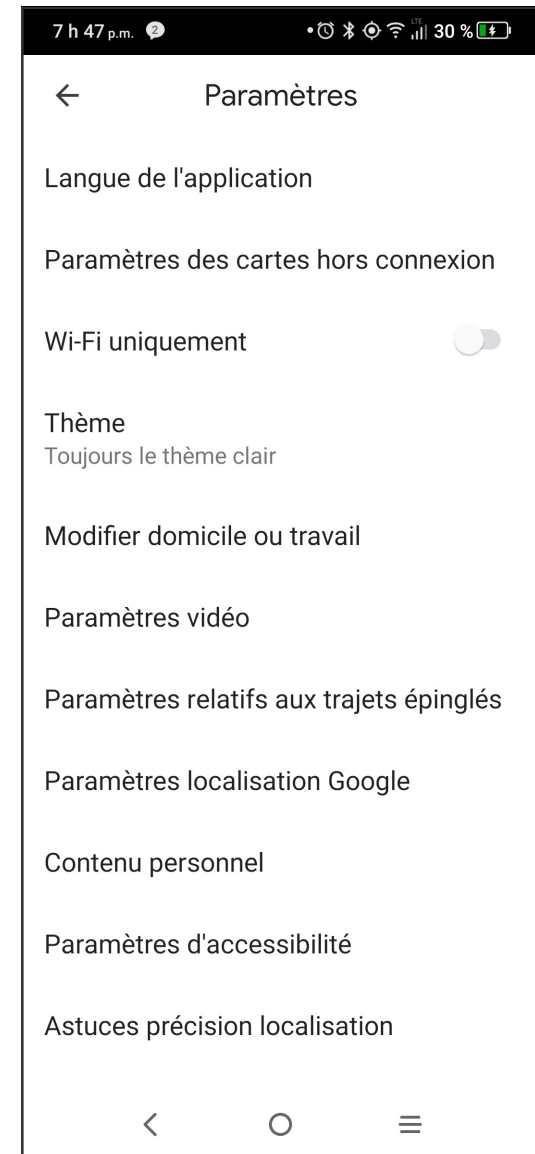 7 h 47 p.m. 2 LTE 30 %
Paramètres
Langue de l'application
Paramètres des cartes hors connexion
Wi-Fi uniquement
Thème
Toujours le thème clair
Modifier domicile ou travail
Paramètres vidéo
Paramètres relatifs aux trajets épinglés
Paramètres localisation Google
Contenu personnel
Paramètres d'accessibilité
Astuces précision localisation